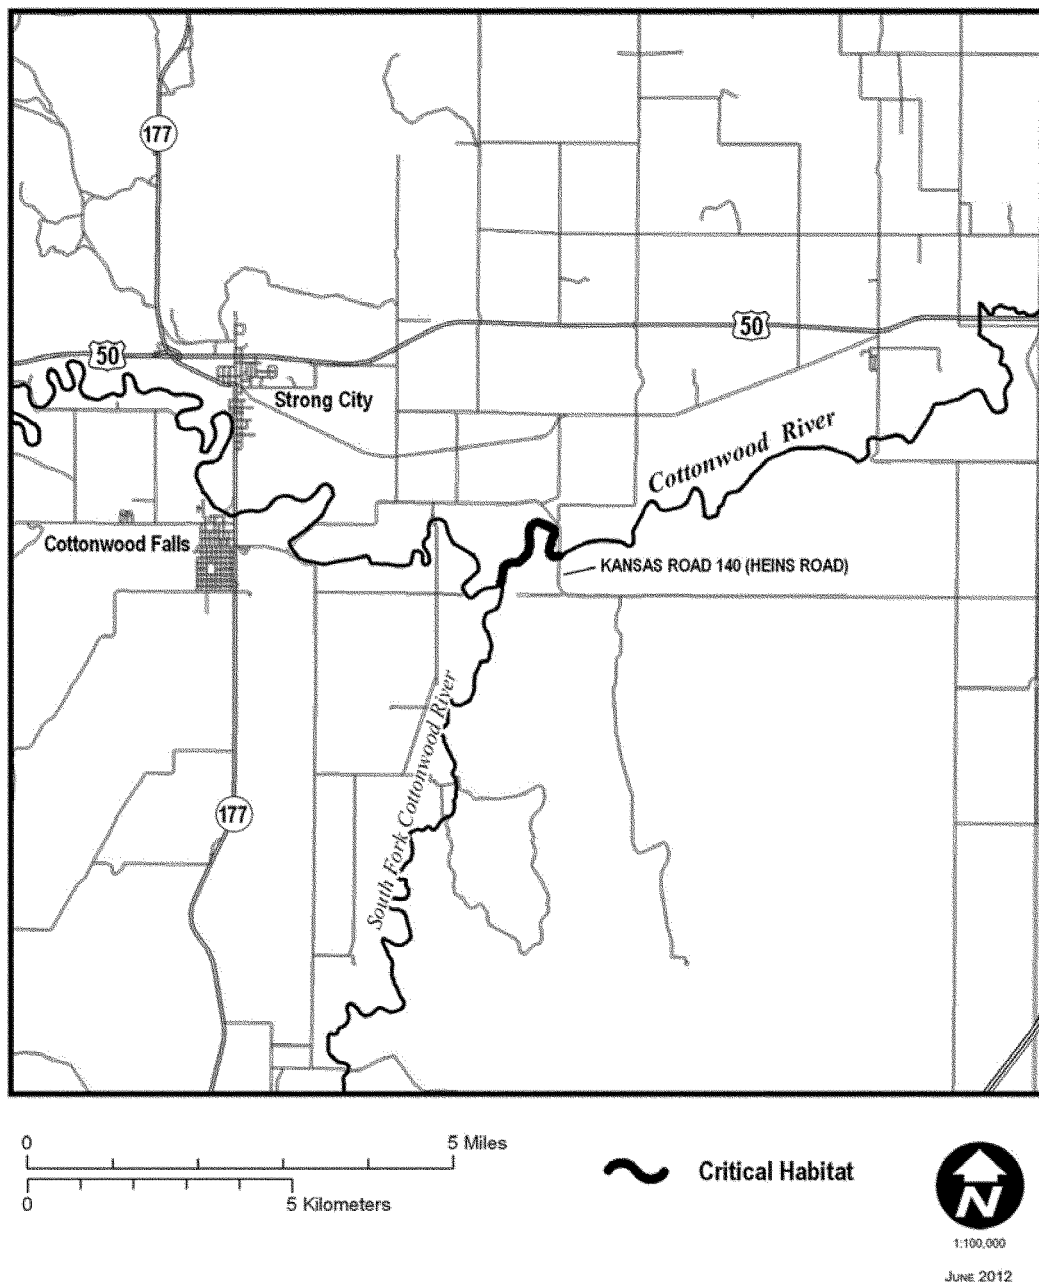 177
50
50
Strong City
Cottonwood River
Cottonwood Falls
KANSAS ROAD 140 (HEINS ROAD)
South Fork Cottonwood River
177
0 5 Miles
0 5 Kilometers
Critical Habitat
N
1:100,000
JUNE 2012